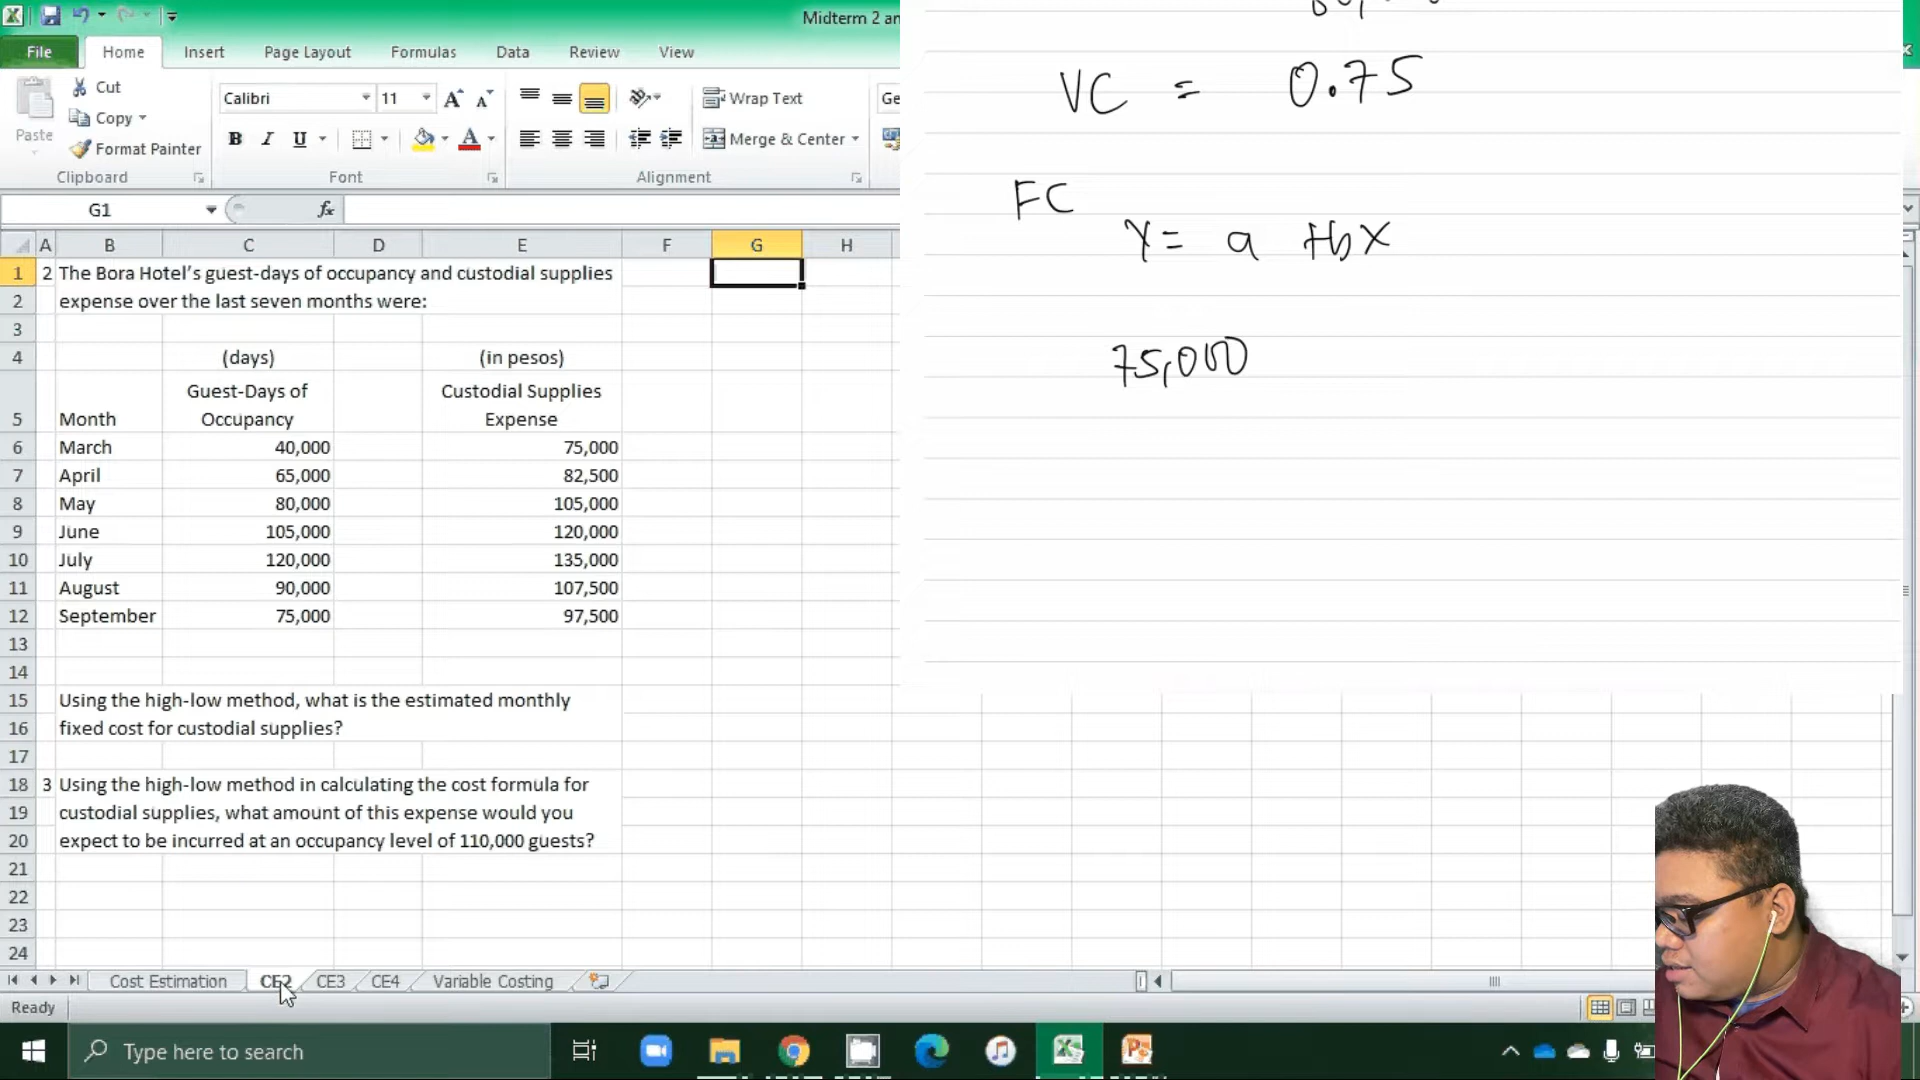 Midterm 2 an
File Home Insert Page Layout Formulas Data Review View
Cut
Copy
Format Painter
Paste
Clipboard
Calibri 11
B I U
Font
Wrap Text
Merge & Center
Alignment
Ge
G1 fx
A B C D E F G H
1 2 The Bora Hotel's guest-days of occupancy and custodial supplies
2 expense over the last seven months were:
3
4 (days) (in pesos)
5 Month Guest-Days of Occupancy Custodial Supplies Expense
6 March 40,000 75,000
7 April 65,000 82,500
8 May 80,000 105,000
9 June 105,000 120,000
10 July 120,000 135,000
11 August 90,000 107,500
12 September 75,000 97,500
13
14
15 Using the high-low method, what is the estimated monthly
16 fixed cost for custodial supplies?
17
18 3 Using the high-low method in calculating the cost formula for
19 custodial supplies, what amount of this expense would you
20 expect to be incurred at an occupancy level of 110,000 guests?
21
22
23
24
Cost Estimation CE2 CE3 CE4 Variable Costing
Ready
Type here to search
VC = 0.75
FC
Y = a + bX
75,000